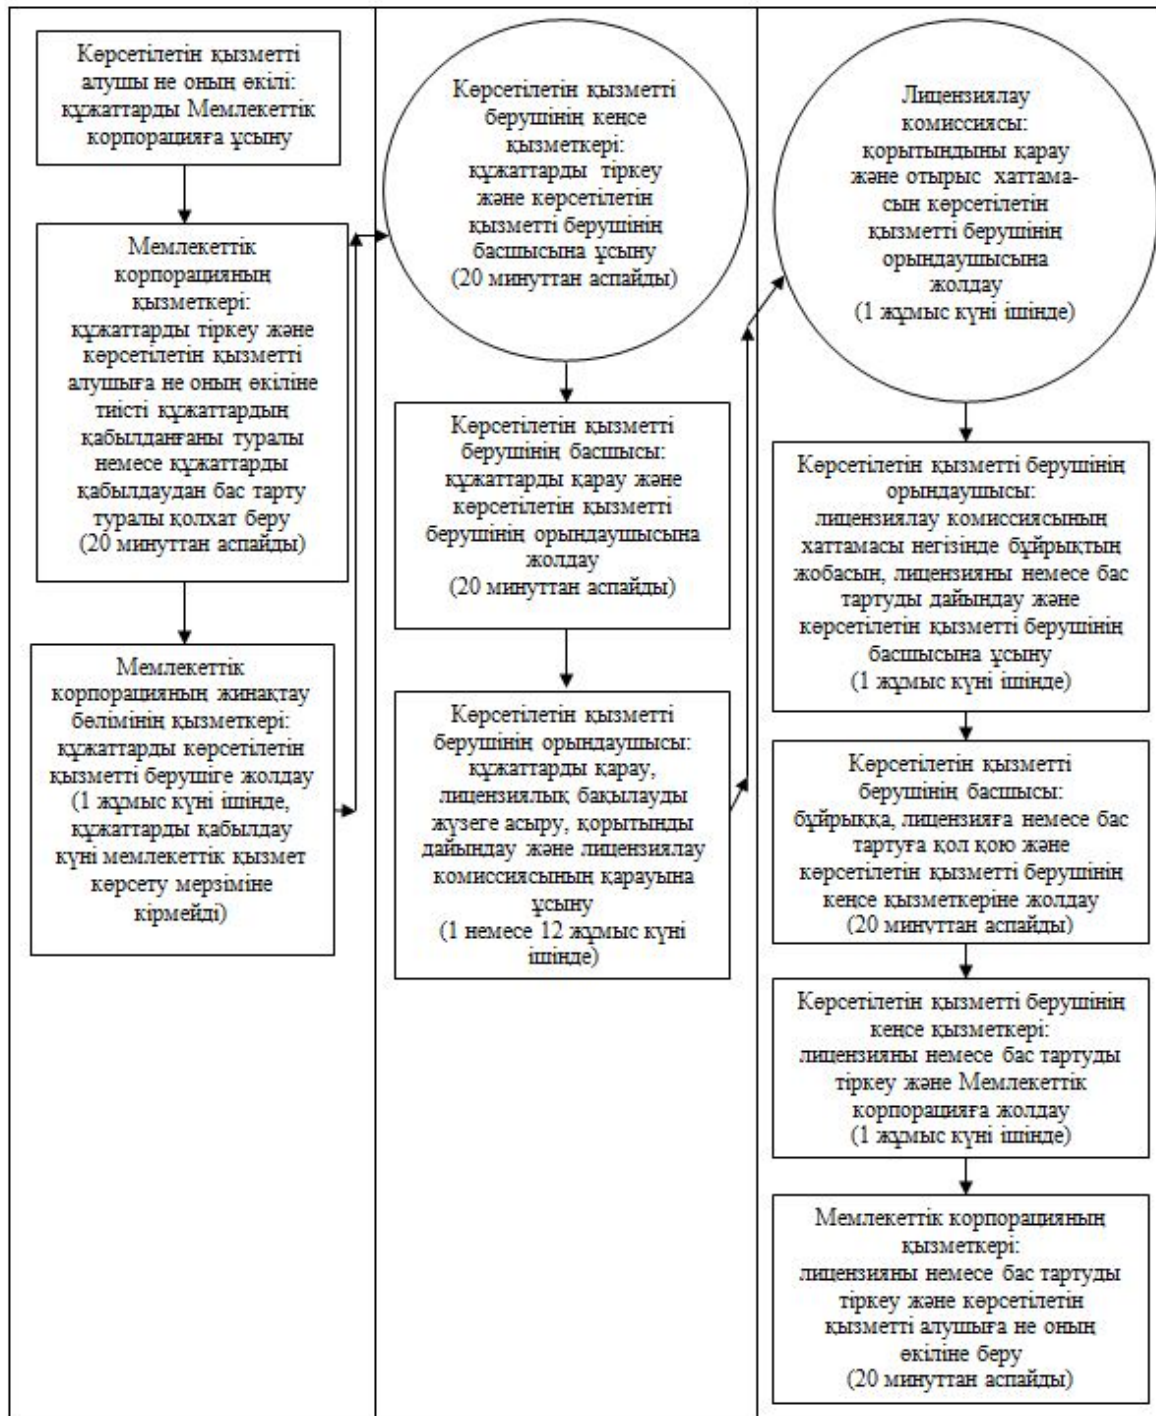 Көрсетілетін қызметті
алушы не оның өкілі:
құжаттарды Мемлекеттік
корпорацияға ұсыну
Мемлекеттік
корпорацияның
қызметкері:
құжаттарды тіркеу және
көрсетілетін қызметті
алушыға не оның өкіліне
тиісті құжаттардың
қабылданғаны туралы
немесе құжаттарды
қабылдаудан бас тарту
туралы қолхат беру
(20 минуттан аспайды)
Мемлекеттік
корпорацияның жинақтау
бөлімінің қызметкері:
құжаттарды көрсетілетін
қызметті берушіге жолдау
(1 жұмыс күні ішінде,
құжаттарды қабылдау
күні мемлекеттік қызмет
көрсету мерзіміне
кірмейді)
Көрсетілетін қызметті
берушінің кеңсе
қызметкері:
құжаттарды тіркеу
және көрсетілетін
қызметті берушінің
басшысына ұсыну
(20 минуттан аспайды)
Көрсетілетін қызметті
берушінің басшысы:
құжаттарды қарау және
көрсетілетін қызметті
берушінің орындаушысына
жолдау
(20 минуттан аспайды)
Көрсетілетін қызметті
берушінің орындаушысы:
құжаттарды қарау,
лицензиялық бақылауды
жүзеге асыру, қорытынды
дайындау және лицензиялау
комиссиясының қарауына
ұсыну
(1 немесе 12 жұмыс күні
ішінде)
Лицензиялау
комиссиясы:
қорытындыны қарау
және отырыс хаттама-
сын көрсетілетін
қызметті берушінің
орындаушысына
жолдау
(1 жұмыс күні ішінде)
Көрсетілетін қызметті берушінің
орындаушысы:
лицензиялау комиссиясының
хаттамасы негізінде бұйрықтың
жобасын, лицензияны немесе бас
тартуды дайындау және
көрсетілетін қызметті берушінің
басшысына ұсыну
(1 жұмыс күні ішінде)
Көрсетілетін қызметті
берушінің басшысы:
бұйрыққа, лицензияға немесе бас
тартуға қол қою және
көрсетілетін қызметті берушінің
кеңсе қызметкеріне жолдау
(20 минуттан аспайды)
Көрсетілетін қызметті берушінің
кеңсе қызметкері:
лицензияны немесе бас тартуды
тіркеу және Мемлекеттік
корпорацияға жолдау
(1 жұмыс күні ішінде)
Мемлекеттік корпорацияның
қызметкері:
лицензияны немесе бас тартуды
тіркеу және көрсетілетін
қызметті алушыға не оның
өкіліне беру
(20 минуттан аспайды)